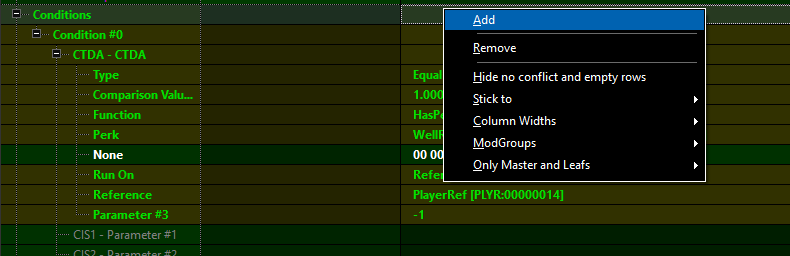 Conditions
Condition #0
CTDA - CTDA
Type Equal
Comparison Valu... 1.000
Function
Perk
None 00 00
Run On Refer
Reference PlayerRef [PLYR:00000014]
Parameter #3 -1
CIS1 - Parameter #1
CIS2 - Parameter #2
Add
Remove
Hide no conflict and empty rows
Stick to
Column Widths
ModGroups
Only Master and Leafs